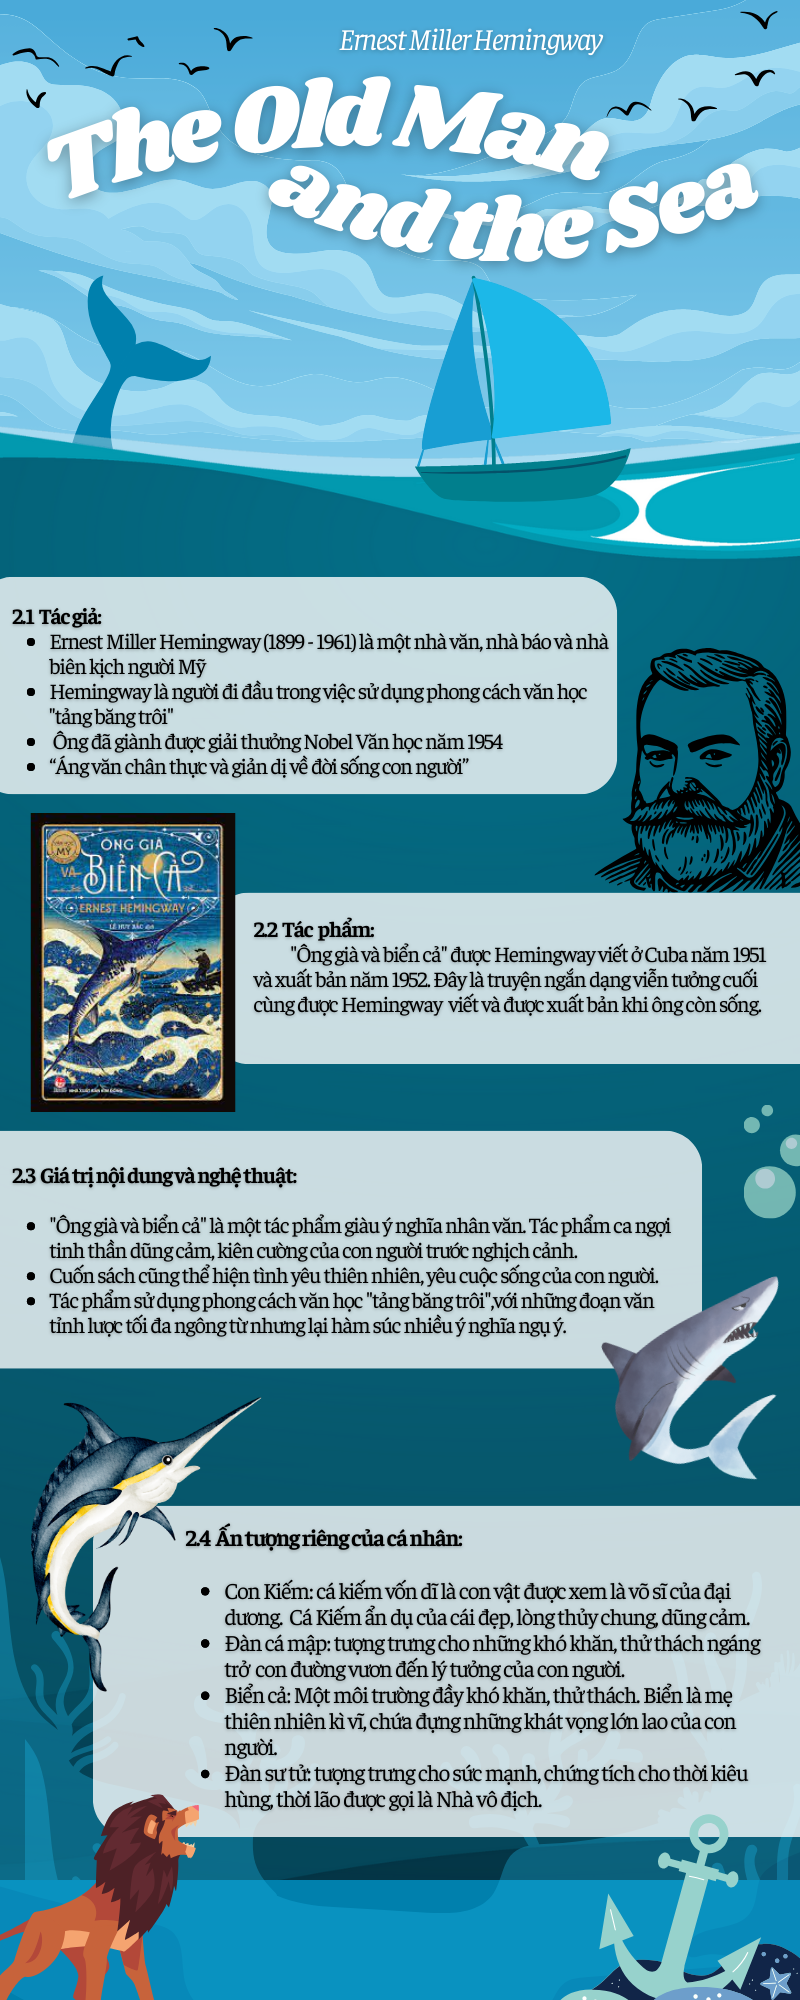 Ernest Miller Hemingway
The Old Man
and the Sea
2.1 Tác giả:
Ernest Miller Hemingway (1899 - 1961) là một nhà văn, nhà báo và nhà
biên kịch người Mỹ
Hemingway là người đi đầu trong việc sử dụng phong cách văn học
"tảng băng trôi"
Ông đã giành được giải thưởng Nobel Văn học năm 1954
“Áng văn chân thực và giản dị về đời sống con người”
MỸ
ÔNG GIÀ
VÀ BIỂN CẢ
ERNEST HEMINGWAY
LÊ HUY BẮC dịch
NHÀ XUẤT BẢN KIM ĐỒNG
2.2 Tác phẩm:
"Ông già và biển cả" được Hemingway viết ở Cuba năm 1951
và xuất bản năm 1952. Đây là truyện ngắn dạng viễn tưởng cuối
cùng được Hemingway viết và được xuất bản khi ông còn sống.
2.3 Giá trị nội dung và nghệ thuật:
"Ông già và biển cả" là một tác phẩm giàu ý nghĩa nhân văn. Tác phẩm ca ngợi
tinh thần dũng cảm, kiên cường của con người trước nghịch cảnh.
Cuốn sách cũng thể hiện tình yêu thiên nhiên, yêu cuộc sống của con người.
Tác phẩm sử dụng phong cách văn học "tảng băng trôi",với những đoạn văn
tỉnh lược tối đa ngông từ nhưng lại hàm súc nhiều ý nghĩa ngụ ý.
2.4 Ấn tượng riêng của cá nhân:
Con Kiếm: cá kiếm vốn dĩ là con vật được xem là võ sĩ của đại
dương. Cá Kiếm ẩn dụ của cái đẹp, lòng thủy chung, dũng cảm.
Đàn cá mập: tượng trưng cho những khó khăn, thử thách ngáng
trở con đường vươn đến lý tưởng của con người.
Biển cả: Một môi trường đầy khó khăn, thử thách. Biển là mẹ
thiên nhiên kì vĩ, chứa đựng những khát vọng lớn lao của con
người.
Đàn sư tử: tượng trưng cho sức mạnh, chứng tích cho thời kiêu
hùng, thời lão được gọi là Nhà vô địch.